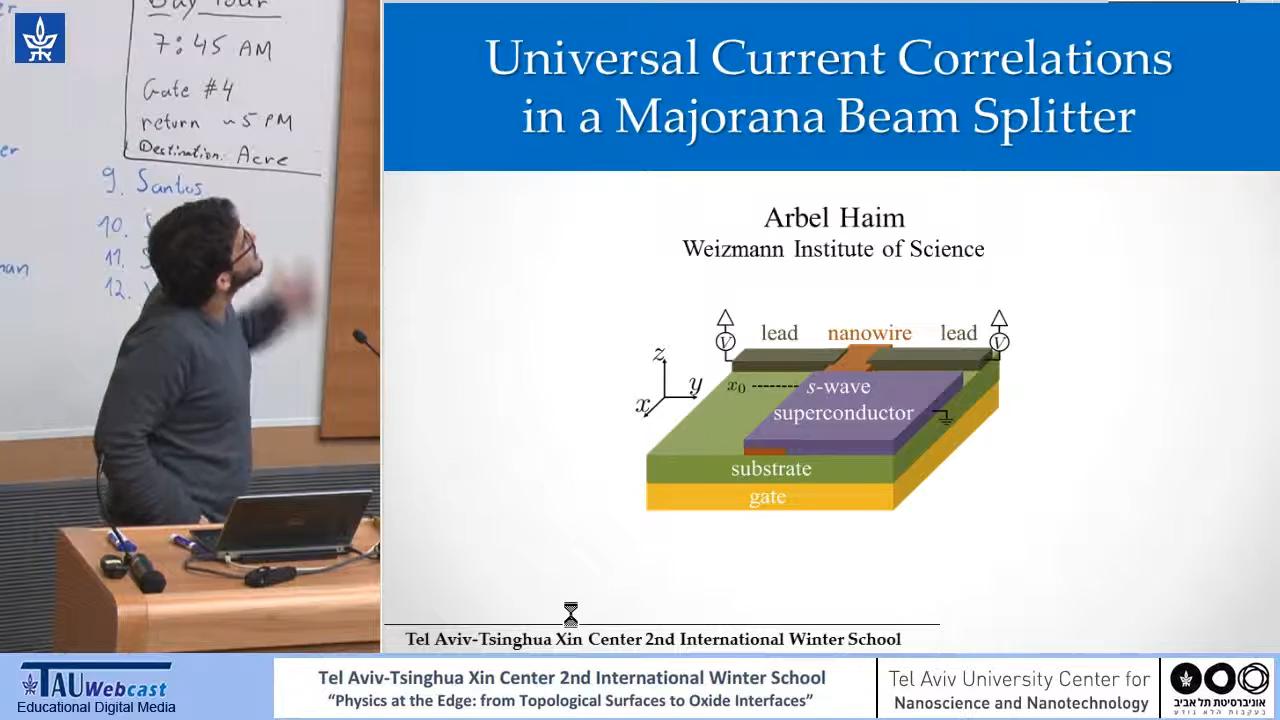 Day Tour
7:45 AM
Gate #4
return ~5 PM
Destination: Acre
9. Santos
10. S
11. S
12.
Universal Current Correlations
in a Majorana Beam Splitter
Arbel Haim
Weizmann Institute of Science
V
lead
nanowire
lead
V
z
y
x
x0
s-wave
superconductor
substrate
gate
Tel Aviv-Tsinghua Xin Center 2nd International Winter School
TAU Webcast
Educational Digital Media
Tel Aviv-Tsinghua Xin Center 2nd International Winter School
“Physics at the Edge: from Topological Surfaces to Oxide Interfaces”
Tel Aviv University Center for
Nanoscience and Nanotechnology
אוניברסיטת תל אביב